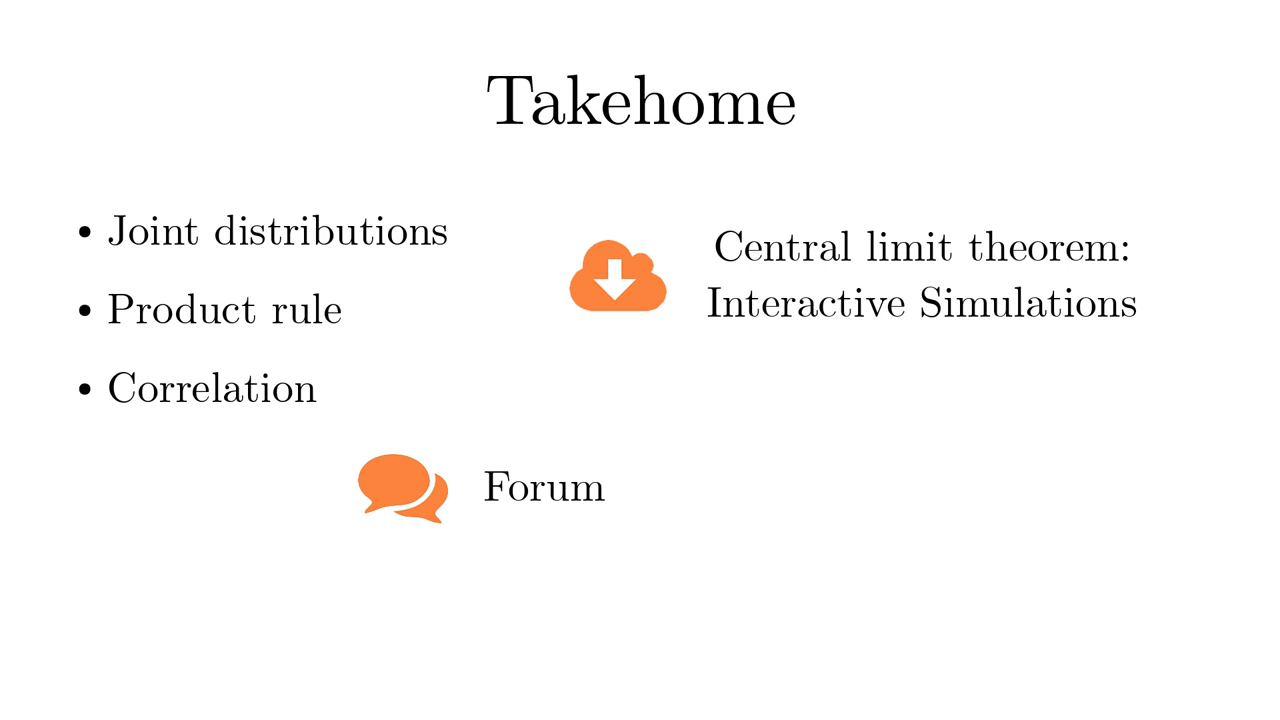 Takehome
• Joint distributions
• Product rule
• Correlation
Central limit theorem:
Interactive Simulations
Forum